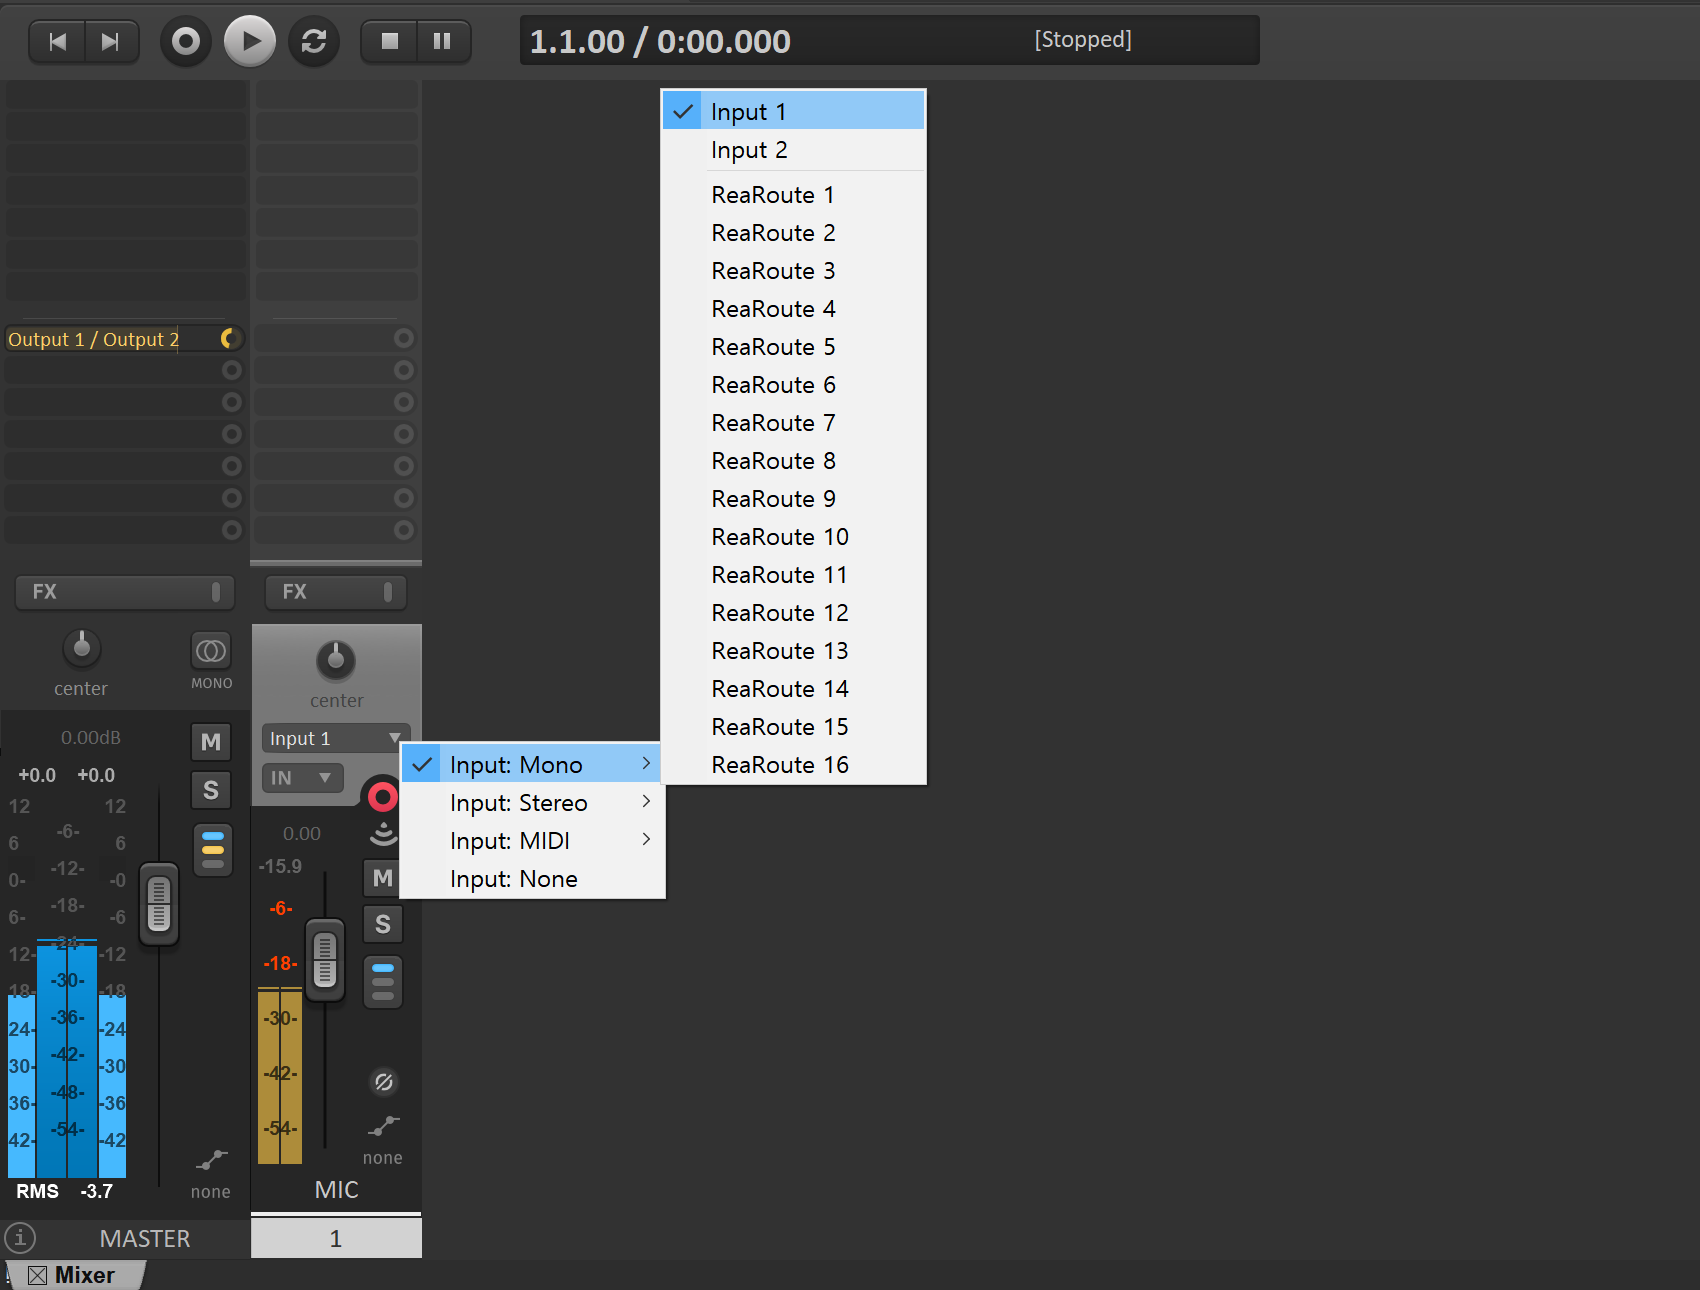 1.1.00 / 0:00.000
[Stopped]
Input 1
Input 2
ReaRoute 1
ReaRoute 2
ReaRoute 3
ReaRoute 4
ReaRoute 5
ReaRoute 6
ReaRoute 7
ReaRoute 8
ReaRoute 9
ReaRoute 10
ReaRoute 11
ReaRoute 12
ReaRoute 13
ReaRoute 14
ReaRoute 15
ReaRoute 16
Output 1 / Output 2
FX
center
MONO
0.00dB
+0.0 +0.0
M
S
12 12
6 -6- 6
0- -12- -0
6- -18- -6
12- -24- -12
18- -30- -18
24- -36- -24
30- -42- -30
36- -48- -36
42- -54- -42
RMS -3.7
none
MASTER
FX
center
Input 1
IN
Input: Mono
Input: Stereo
Input: MIDI
Input: None
0.00
-15.9
M
S
-6-
-18-
-30-
-42-
-54-
none
MIC
1
Mixer